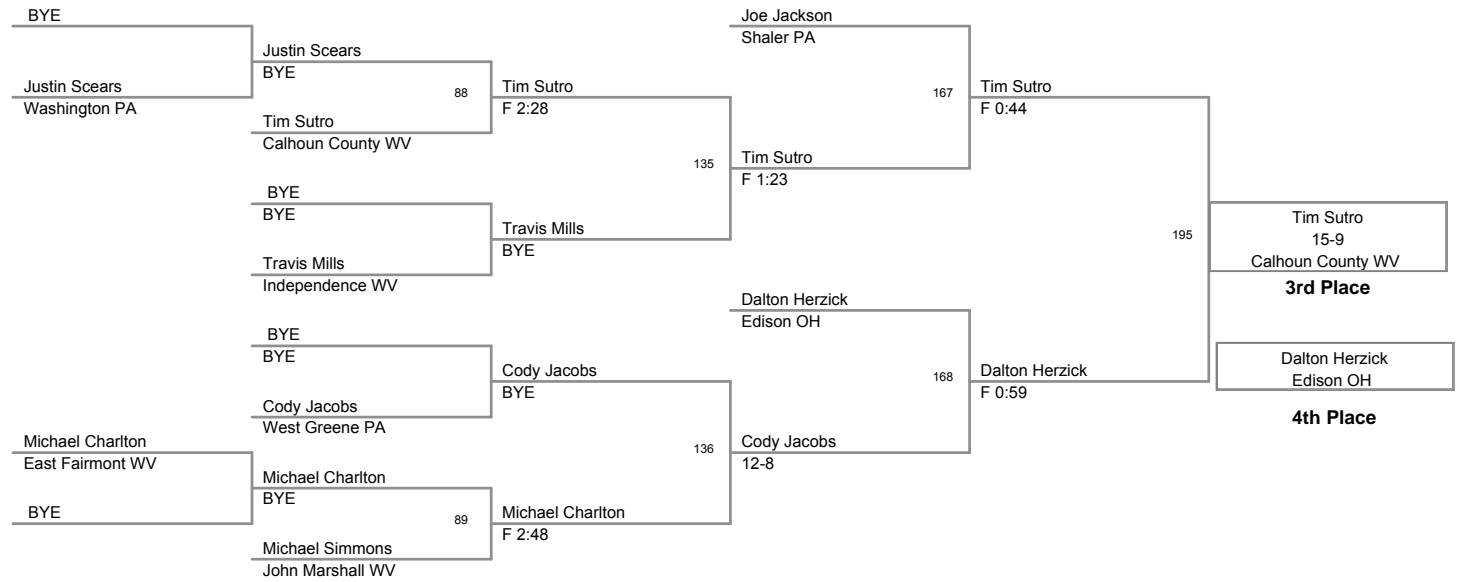 BYE
Justin Scears
Washington PA
Justin Scears
BYE
88
Tim Sutro
Calhoun County WV
Tim Sutro
F 2:28
BYE
BYE
Travis Mills
Independence WV
Travis Mills
BYE
135
Tim Sutro
F 1:23
Joe Jackson
Shaler PA
167
Tim Sutro
F 0:44
BYE
BYE
Cody Jacobs
West Greene PA
Cody Jacobs
BYE
Michael Charlton
East Fairmont WV
BYE
Michael Charlton
BYE
89
Michael Simmons
John Marshall WV
Michael Charlton
F 2:48
136
Cody Jacobs
12-8
Dalton Herzick
Edison OH
168
Dalton Herzick
F 0:59
195
Tim Sutro
15-9
Calhoun County WV
3rd Place
Dalton Herzick
Edison OH
4th Place